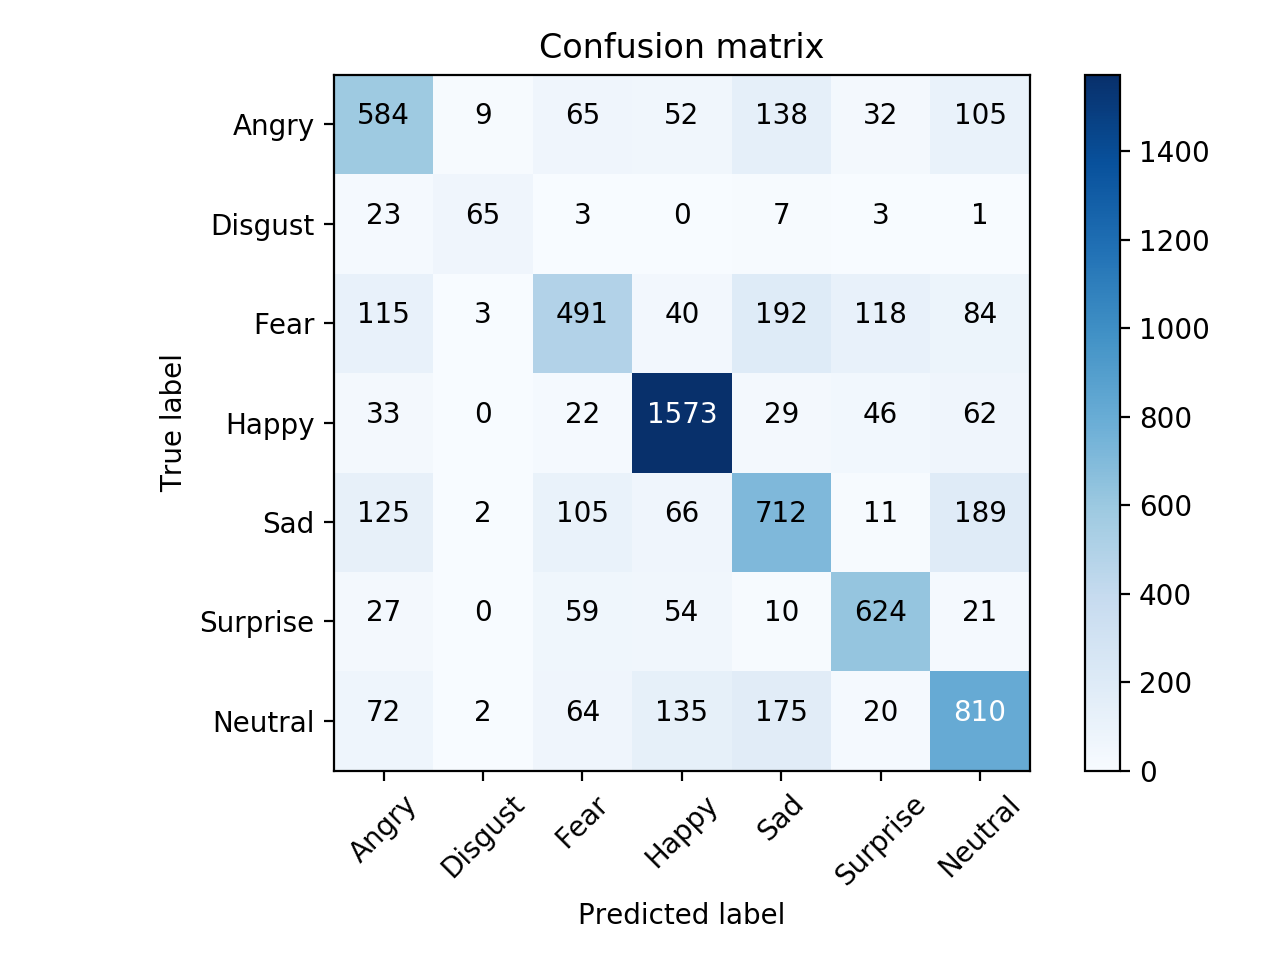 Confusion matrix
Angry 584 9 65 52 138 32 105
Disgust 23 65 3 0 7 3 1
Fear 115 3 491 40 192 118 84
Happy 33 0 22 1573 29 46 62
Sad 125 2 105 66 712 11 189
Surprise 27 0 59 54 10 624 21
Neutral 72 2 64 135 175 20 810
True label
Angry Disgust Fear Happy Sad Surprise Neutral
Predicted label
1400
1200
1000
800
600
400
200
0